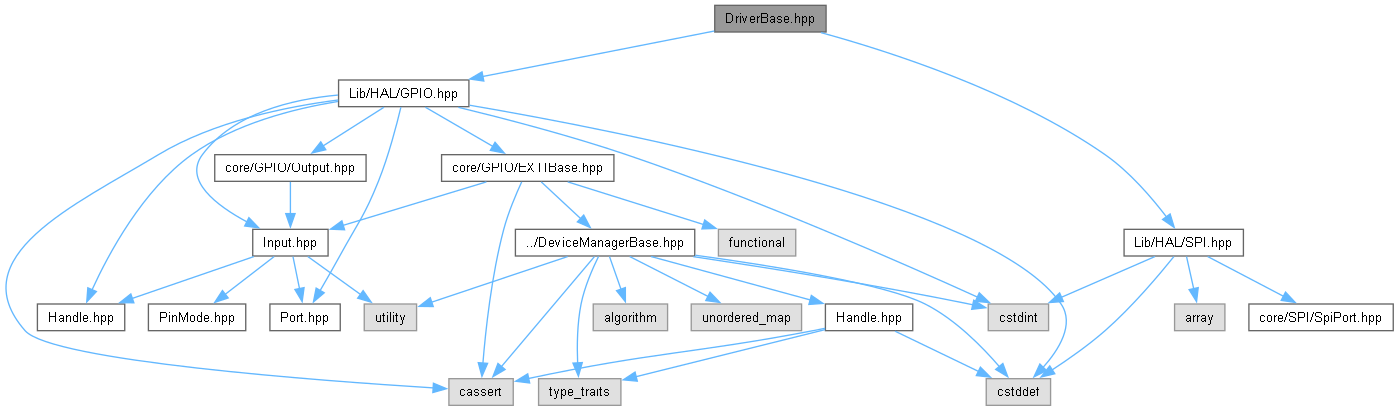 DriverBase.hpp
Lib/HAL/GPIO.hpp
core/GPIO/Output.hpp
core/GPIO/EXTIBase.hpp
Input.hpp
../DeviceManagerBase.hpp
functional
Lib/HAL/SPI.hpp
Handle.hpp
PinMode.hpp
Port.hpp
utility
algorithm
unordered_map
Handle.hpp
cstdint
array
core/SPI/SpiPort.hpp
cassert
type_traits
cstddef